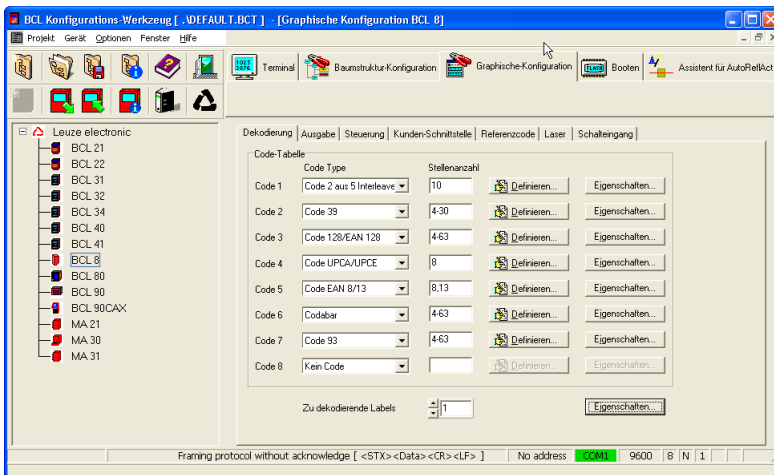 BCL Konfigurations-Werkzeug [ .\DEFAULT.BCT ] - [Graphische Konfiguration BCL 8]
Projekt Gerät Optionen Fenster Hilfe
Terminal Baumstruktur-Konfiguration Graphische-Konfiguration FLASH Booten Assistent für AutoReflAct
Leuze electronic
BCL 21
BCL 22
BCL 31
BCL 32
BCL 34
BCL 40
BCL 41
BCL 8
BCL 80
BCL 90
BCL 90CAX
MA 21
MA 30
MA 31
Dekodierung Ausgabe Steuerung Kunden-Schnittstelle Referenzcode Laser Schalteingang
Code-Tabelle
Code Type Stellenanzahl
Code 1 Code 2 aus 5 Interleave 10 Definieren... Eigenschaften...
Code 2 Code 39 4-30 Definieren... Eigenschaften...
Code 3 Code 128/EAN 128 4-63 Definieren... Eigenschaften...
Code 4 Code UPCA/UPCE 8 Definieren... Eigenschaften...
Code 5 Code EAN 8/13 8,13 Definieren... Eigenschaften...
Code 6 Codabar 4-63 Definieren... Eigenschaften...
Code 7 Code 93 4-63 Definieren... Eigenschaften...
Code 8 Kein Code Definieren... Eigenschaften...
Zu dekodierende Labels 1 Eigenschaften...
Framing protocol without acknowledge [ <STX><Data><CR><LF> ] No address COM1 9600 8 N 1